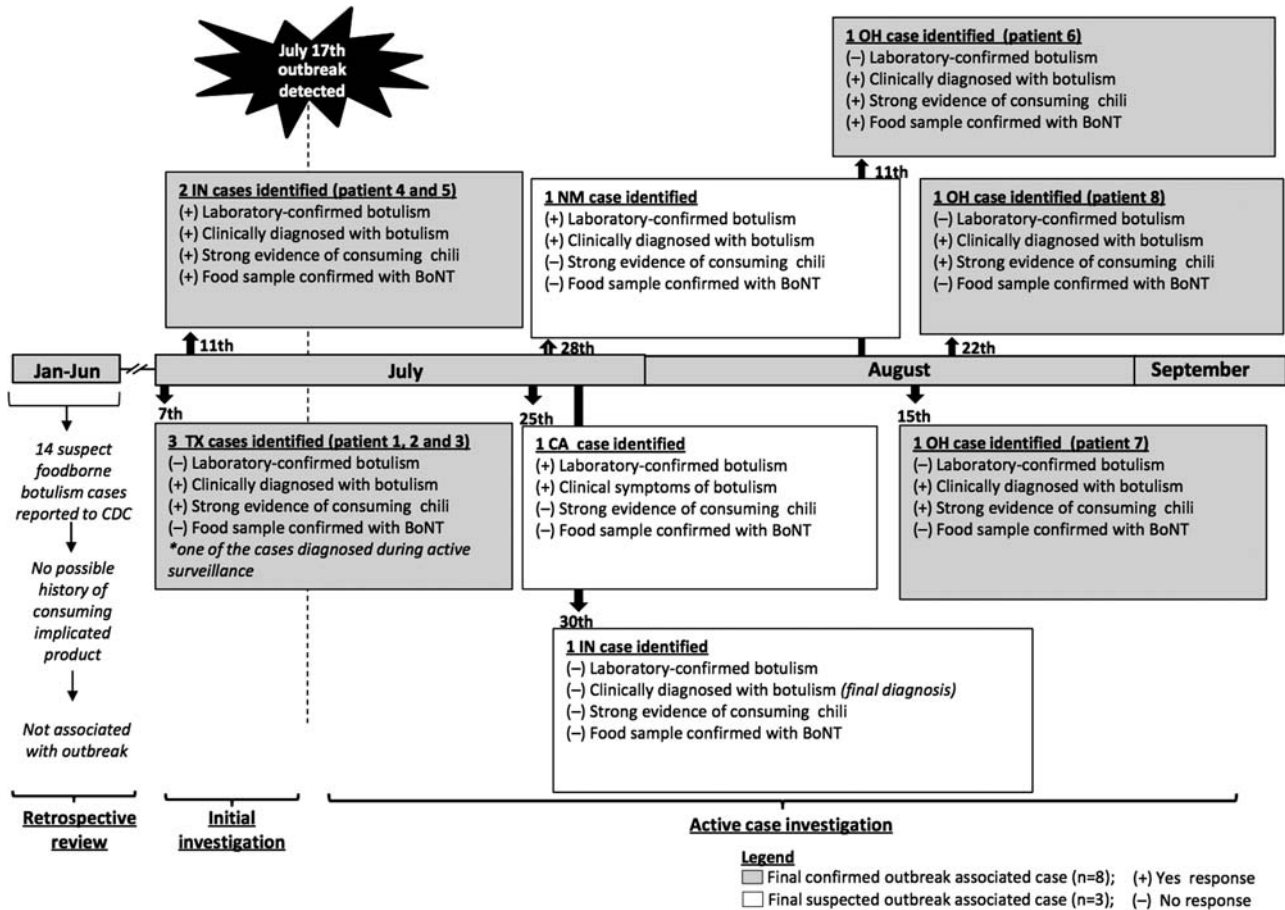 July 17th
outbreak
detected
1 OH case identified  (patient 6)
(–) Laboratory-confirmed botulism
(+) Clinically diagnosed with botulism
(+) Strong evidence of consuming chili
(+) Food sample confirmed with BoNT
11th
2 IN cases identified (patient 4 and 5)
(+) Laboratory-confirmed botulism
(+) Clinically diagnosed with botulism
(+) Strong evidence of consuming  chili
(+) Food sample confirmed with BoNT
11th
1 NM case identified
(+) Laboratory-confirmed botulism
(+) Clinically diagnosed with botulism
(–) Strong evidence of consuming  chili
(–) Food sample confirmed with BoNT
28th
1 OH case identified  (patient 8)
(–) Laboratory-confirmed botulism
(+) Clinically diagnosed with botulism
(+) Strong evidence of consuming chili
(–) Food sample confirmed with BoNT
22th
Jan-Jun
July
August
September
14 suspect
foodborne
botulism cases
reported to CDC
No possible
history of
consuming
implicated
product
Not associated
with outbreak
7th
3  TX cases identified (patient 1, 2 and 3)
(–) Laboratory-confirmed botulism
(+) Clinically diagnosed with botulism
(+) Strong evidence of consuming chili
(–) Food sample confirmed with BoNT
*one of the cases diagnosed during active
surveillance
25th
1 CA  case identified
(+) Laboratory-confirmed botulism
(+) Clinical symptoms of botulism
(–) Strong evidence of consuming chili
(–) Food sample confirmed with BoNT
15th
1 OH case identified  (patient 7)
(–) Laboratory-confirmed botulism
(+) Clinically diagnosed with botulism
(+) Strong evidence of consuming chili
(–) Food sample confirmed with BoNT
30th
1 IN case identified
(–) Laboratory-confirmed botulism
(–) Clinically diagnosed with botulism (final diagnosis)
(–) Strong evidence of consuming  chili
(–) Food sample confirmed with BoNT
Retrospective
review
Initial
investigation
Active case investigation
Legend
Final confirmed outbreak associated case (n=8);   (+) Yes  response
Final suspected outbreak associated case (n=3);   (–) No response